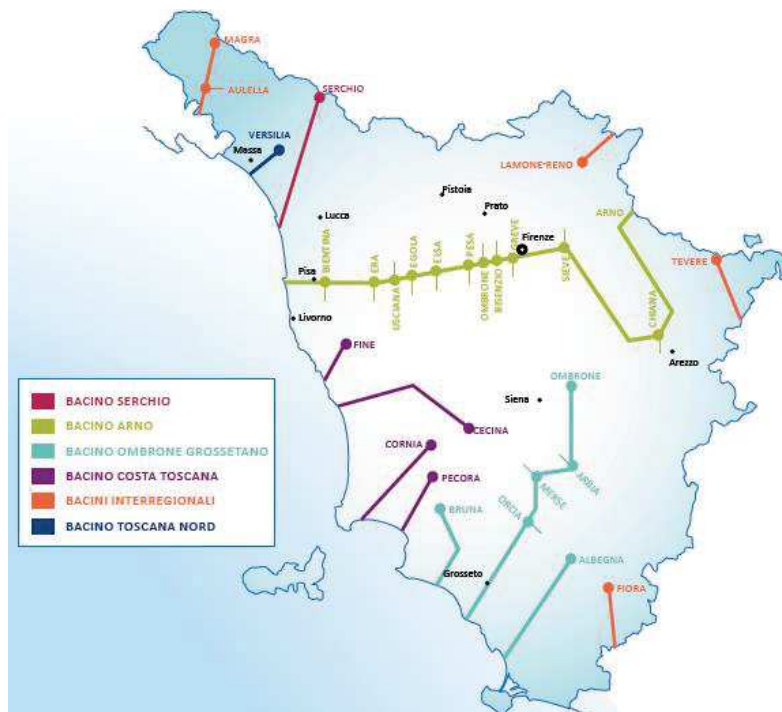 MAGRA
AULELLA
SERCHIO
VERSILIA
Massa
LAMONE-RENO
Pistoia
Prato
Lucca
ARNO
Firenze
GREVE
PESA
BIENTINA
ERA
USCIANA
EGOLA
ELSA
OMBRONE
BISENZIO
SIEVE
TEVERE
Pisa
Livorno
CHIANA
FINE
Arezzo
OMBRONE
Siena
BACINO SERCHIO
BACINO ARNO
BACINO OMBRONE GROSSETANO
BACINO COSTA TOSCANA
BACINI INTERREGIONALI
BACINO TOSCANA NORD
CECINA
CORNIA
PECORA
ARBIA
MERSE
BRUNA
ORCIA
ALBEGNA
Grosseto
FIORA